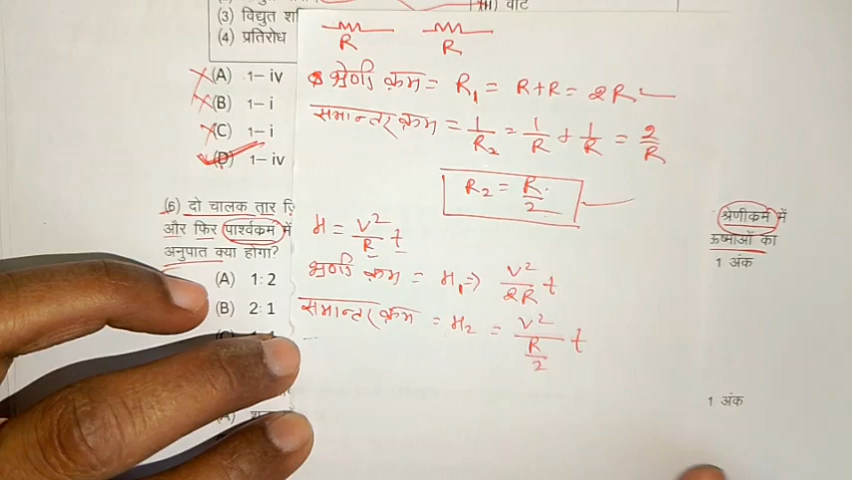 (3) विद्युत श
(iii) वाट
(4) प्रतिरोध
(A) 1– iv
(B) 1– i
(C) 1– i
(D) 1– iv
R R
श्रेणी क्रम = R₁ = R+R = 2R
समान्तर क्रम = 1/R₂ = 1/R + 1/R = 2/R
R₂ = R/2
(6) दो चालक तार
श्रेणीक्रम में
और फिर पार्श्वक्रम में
ऊष्माओं का
अनुपात क्या होगा?
1 अंक
H = V²/R t
(A) 1:2
श्रेणी क्रम = H₁ ⇒ V²/2R t
(B) 2:1
समान्तर क्रम = H₂ = V²/(R/2) t
1 अंक
(A)